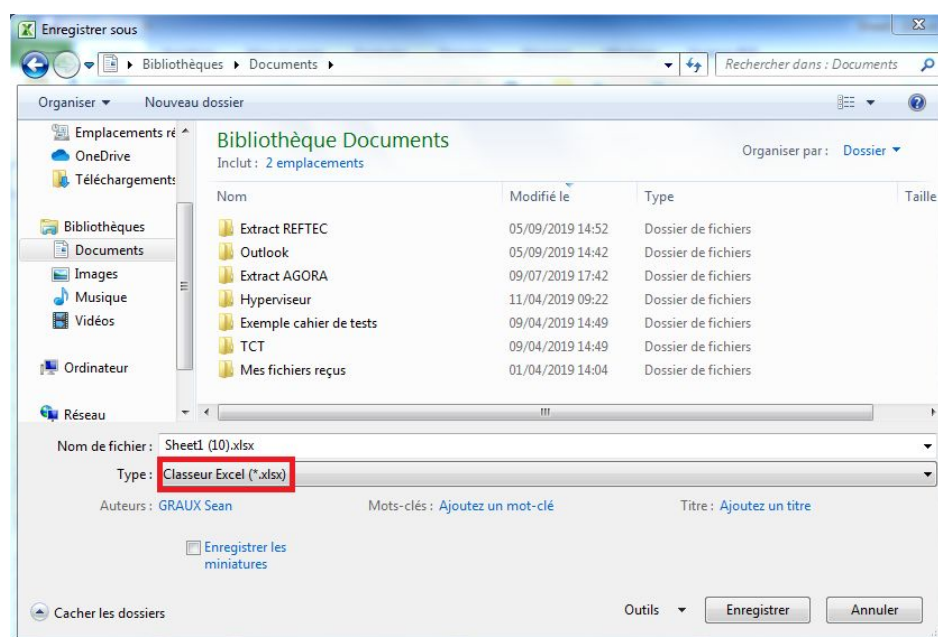 Enregistrer sous
Bibliothèques ▸ Documents ▸
Rechercher dans : Documents
Organiser ▾ Nouveau dossier
Emplacements ré
OneDrive
Téléchargements
Bibliothèques
Documents
Images
Musique
Vidéos
Ordinateur
Réseau
Bibliothèque Documents
Inclut : 2 emplacements
Organiser par : Dossier ▾
Nom Modifié le Type Taille
Extract REFTEC 05/09/2019 14:52 Dossier de fichiers
Outlook 05/09/2019 14:42 Dossier de fichiers
Extract AGORA 09/07/2019 17:42 Dossier de fichiers
Hyperviseur 11/04/2019 09:22 Dossier de fichiers
Exemple cahier de tests 09/04/2019 14:49 Dossier de fichiers
TCT 09/04/2019 14:49 Dossier de fichiers
Mes fichiers reçus 01/04/2019 14:04 Dossier de fichiers
Nom de fichier : Sheet1 (10).xlsx
Type : Classeur Excel (*.xlsx)
Auteurs : GRAUX Sean Mots-clés : Ajoutez un mot-clé Titre : Ajoutez un titre
Enregistrer les
miniatures
Cacher les dossiers Outils ▾ Enregistrer Annuler